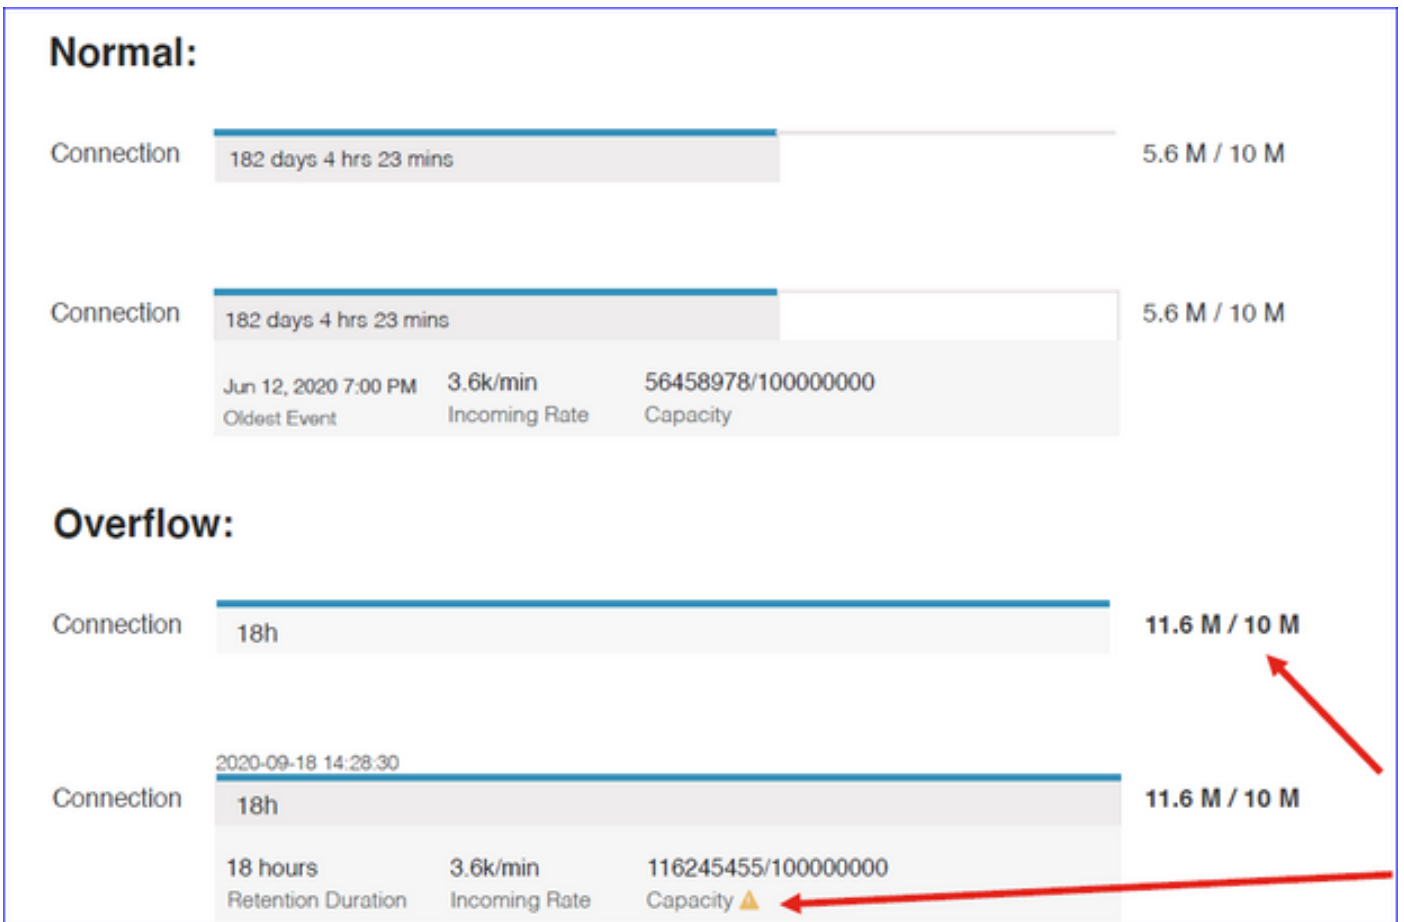 Normal:
Connection 182 days 4 hrs 23 mins 5.6 M / 10 M
Connection 182 days 4 hrs 23 mins 5.6 M / 10 M
Jun 12, 2020 7:00 PM 3.6k/min 56458978/100000000
Oldest Event Incoming Rate Capacity
Overflow:
Connection 18h 11.6 M / 10 M
2020-09-18 14:28:30
Connection 18h 11.6 M / 10 M
18 hours 3.6k/min 116245455/100000000
Retention Duration Incoming Rate Capacity